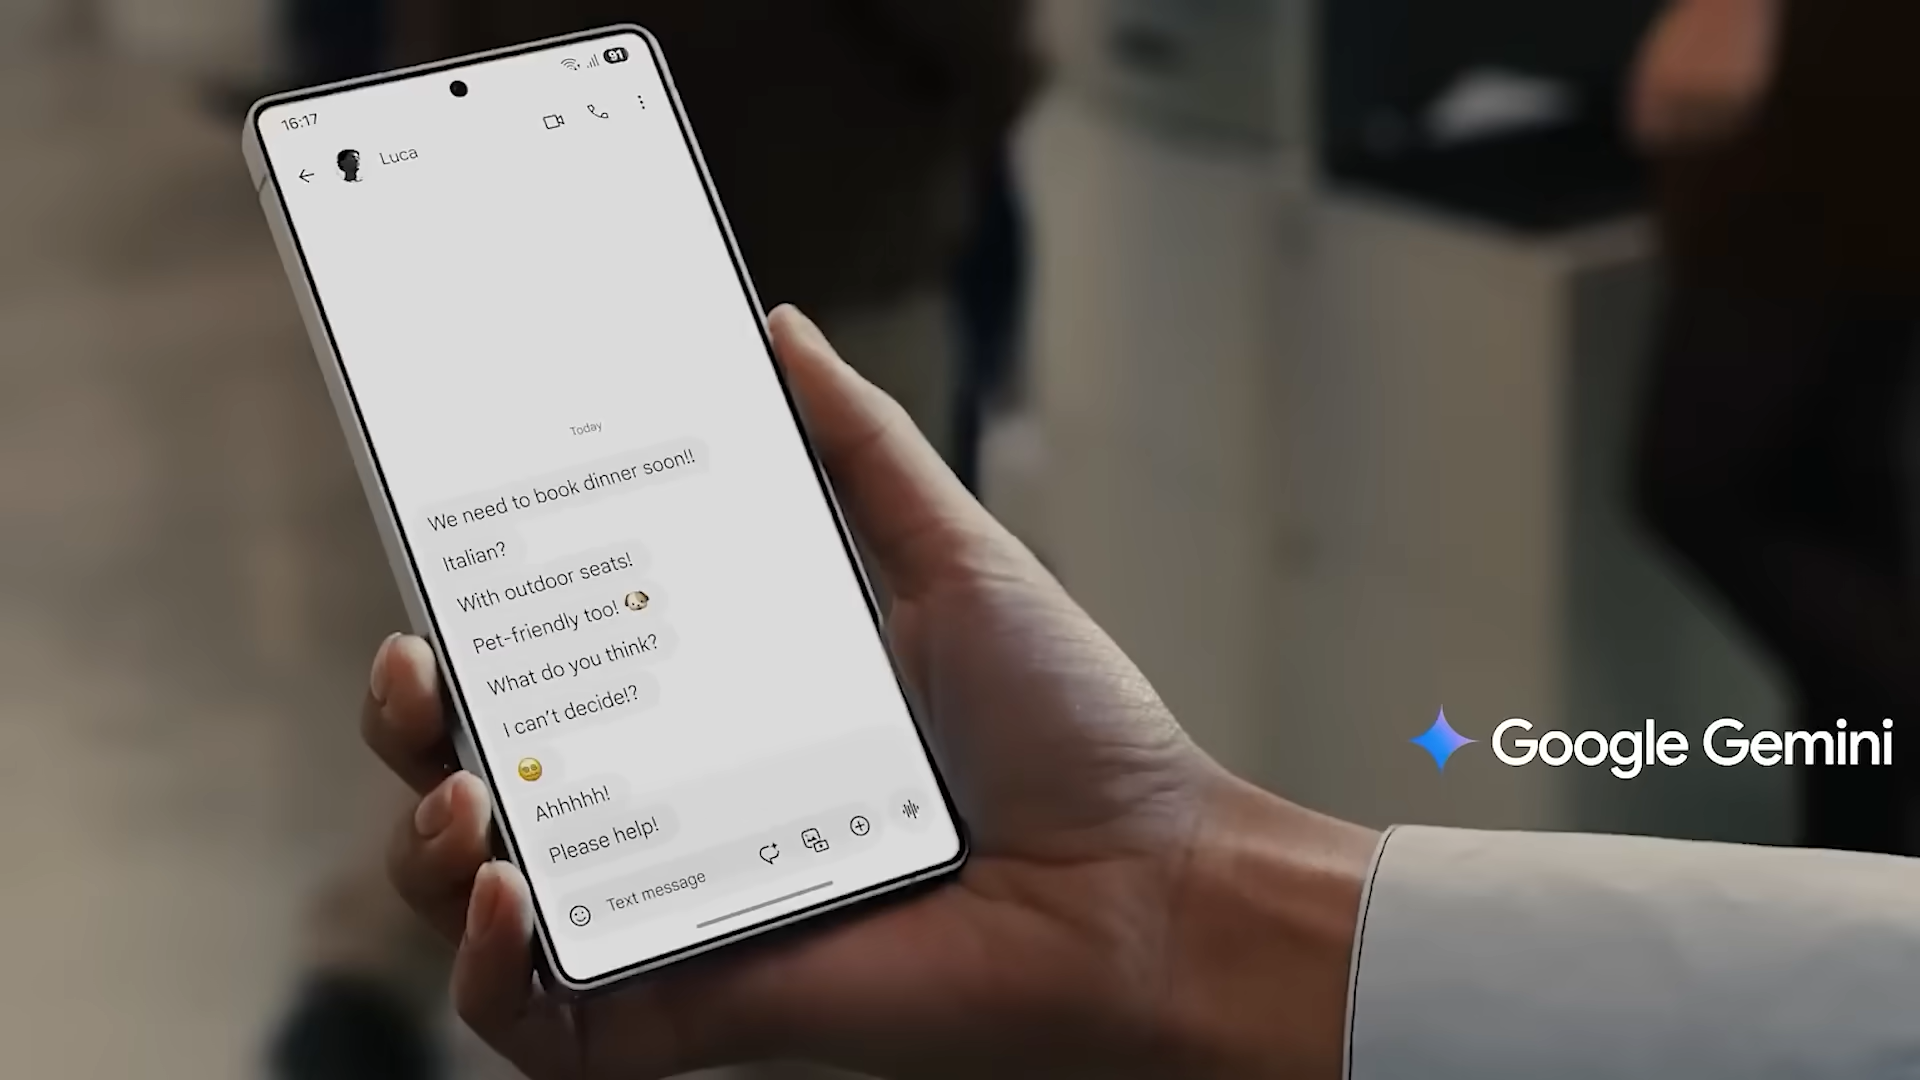 16:17
91
Luca
Today
We need to book dinner soon!!
Italian?
With outdoor seats!
Pet-friendly too! 🐶
What do you think?
I can't decide!?
😵‍💫
Ahhhhh!
Please help!
Text message
Google Gemini